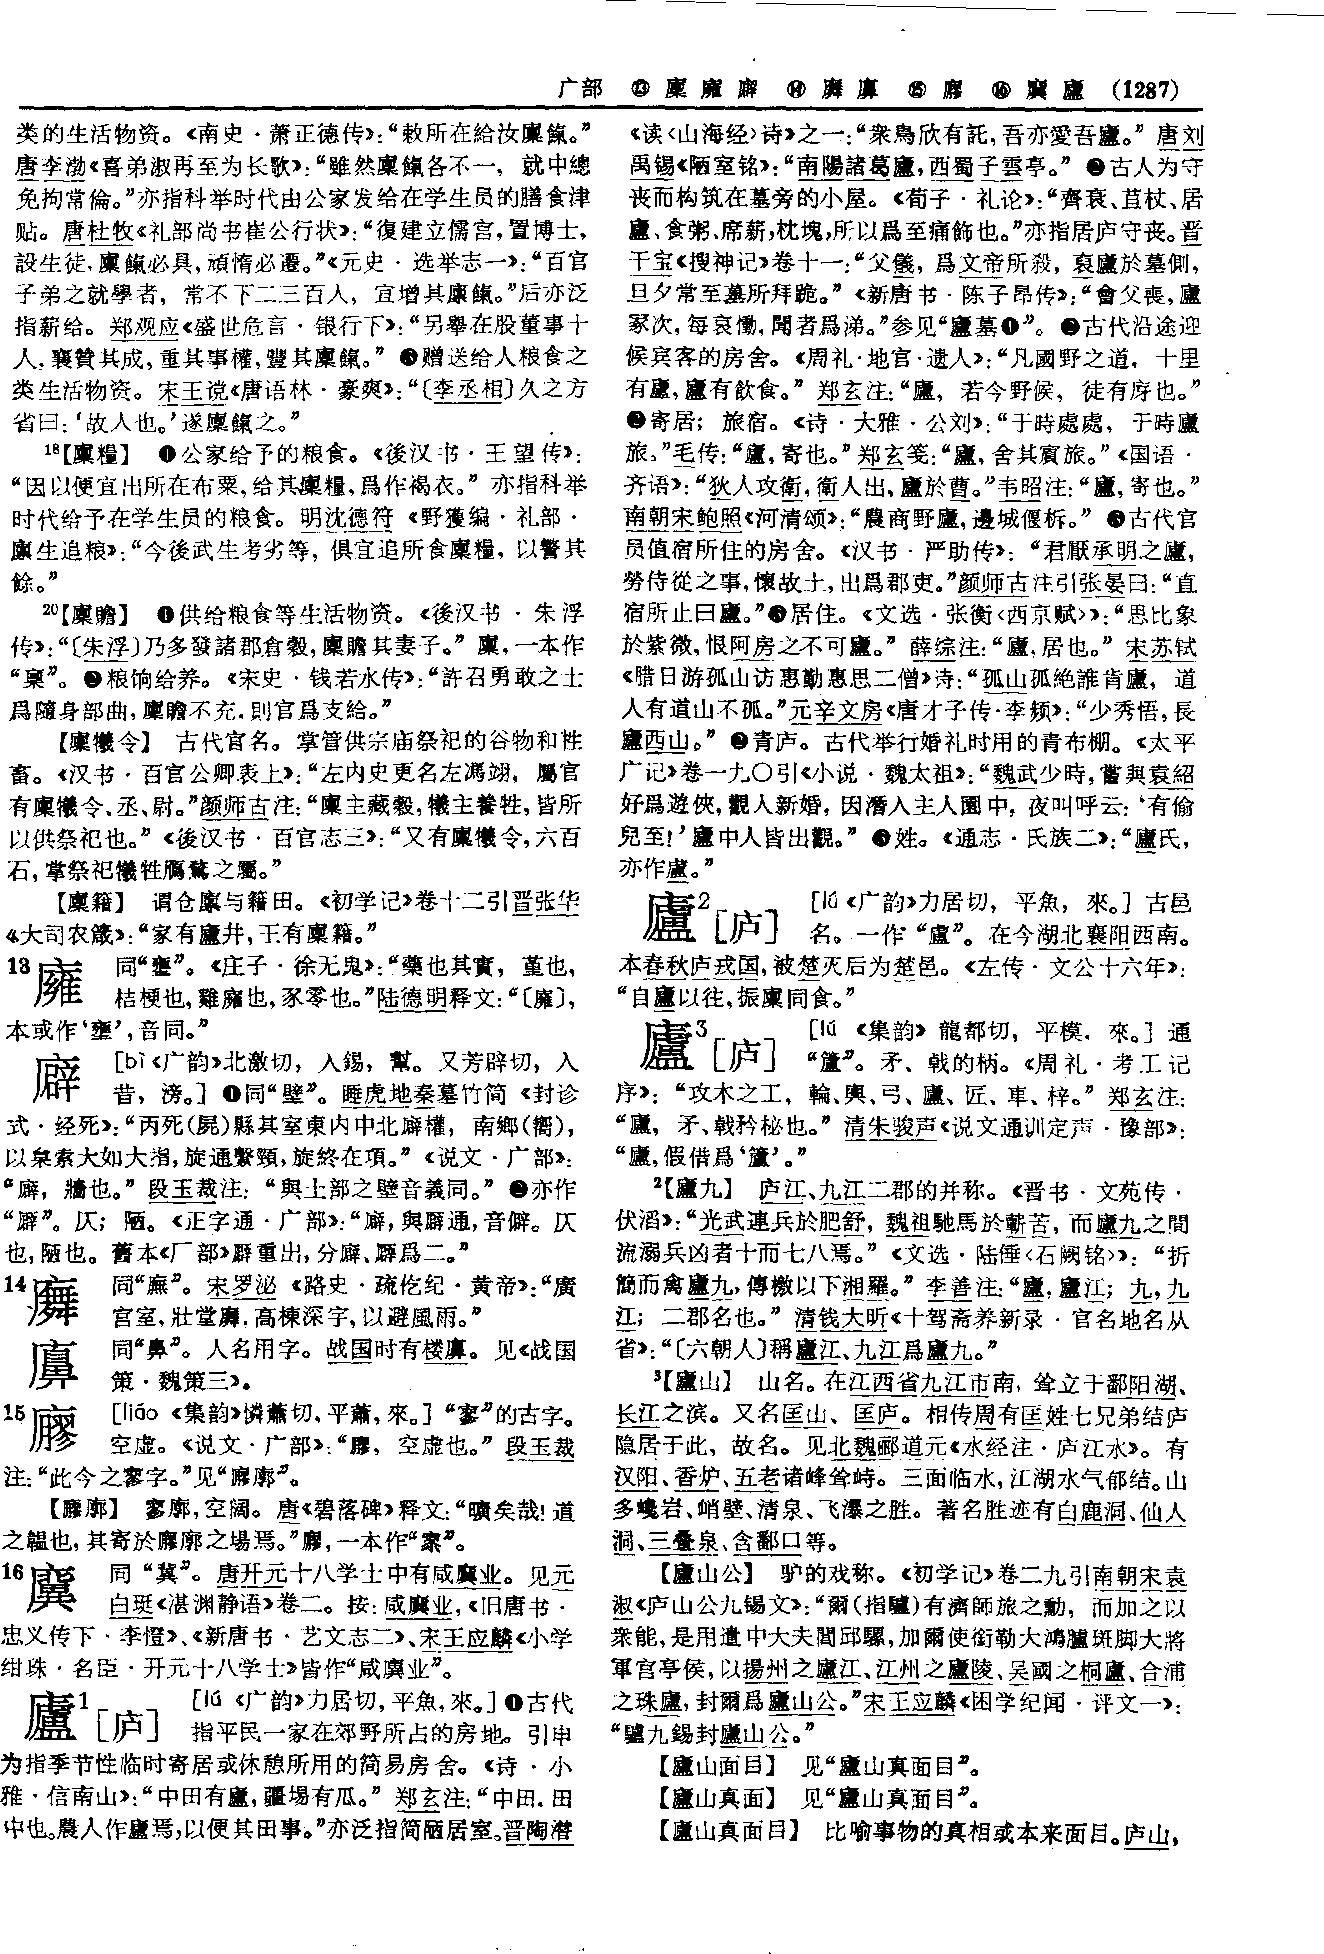 广部 ⑬廩廱廦 ⑭廡廙 ⑮廫 ⑯廬 (1287)
类的生活物资。《南史·萧正德传》：“敕所在給汝廩餼。”
唐李渤《喜弟淑再至为长歌》：“雖然廩餼各不一，就中總
免拘常倫。”亦指科举时代由公家发给在学生员的膳食津
贴。唐杜牧《礼部尚书崔公行状》：“復建立儒宫，置博士，
設生徒，廩餼必具，頑惰必遷。”《元史·选举志一》：“百官
子弟之就學者，常不下二三百人，宜增其廩餼。”后亦泛
指薪给。郑观应《盛世危言·银行下》：“另舉在股董事十
人，襄贊其成，重其事權，豐其廩餼。”❸赠送给人粮食之
类生活物资。宋王谠《唐语林·豪爽》：“〔李丞相〕久之方
省曰：‘故人也。’遂廩餼之。”
18【廩糧】 ❶公家给予的粮食。《後汉书·王望传》：
“因以便宜出所在布粟，给其廩糧，爲作褐衣。”亦指科举
时代给予在学生员的粮食。明沈德符《野獲编·礼部·
廪生追粮》：“今後武生考劣等，俱宜追所食廩糧，以警其
餘。”
20【廩贍】 ❶供给粮食等生活物资。《後汉书·朱浮
传》：“〔朱浮〕乃多發諸郡倉穀，廩贍其妻子。”廩，一本作
“稟”。❷粮饷给养。《宋史·钱若水传》：“許召勇敢之士
爲隨身部曲，廩贍不充，則官爲支給。”
【廩犧令】 古代官名。掌管供宗庙祭祀的谷物和牲
畜。《汉书·百官公卿表上》：“左内史更名左馮翊，屬官
有廩犧令、丞、尉。”颜师古注：“廩主藏穀，犧主養牲，皆所
以供祭祀也。”《後汉书·百官志三》：“又有廩犧令，六百
石，掌祭祀犧牲鴈鶩之屬。”
【廩籍】 谓仓廪与籍田。《初学记》卷十二引晋张华
《大司农箴》：“家有廬井，王有廩籍。”
13 廱 同“壅”。《庄子·徐无鬼》：“藥也其實，堇也，
桔梗也，雞廱也，豕零也。”陆德明释文：“〔廱〕，
本或作‘壅’，音同。”
廦 [bì《广韵》北激切，入錫，幫。又芳辟切，入
昔，滂。]❶同“壁”。睡虎地秦墓竹简《封诊
式·经死》：“丙死(屍)縣其室東内中北廦權，南鄉(嚮)，
以枲索大如大指，旋通繫頸，旋終在項。”《说文·广部》：
“廦，牆也。”段玉裁注：“與土部之壁音義同。”❷亦作
“㕻”。仄；陋。《正字通·广部》：“廦，與㕻通，音僻。仄
也，陋也。舊本《厂部》㕻重出，分廦、㕻爲二。”
14 同“廡”。宋罗泌《路史·疏仡纪·黄帝》：“廣
宫室，壯堂廡，高棟深宇，以避風雨。”
同“鼻”。人名用字。战国时有楼。见《战国
策·魏策三》。
15 廫 [liáo《集韵》憐蕭切，平蕭，來。]“寥”的古字。
空虚。《说文·广部》：“廫，空虚也。”段玉裁
注：“此今之寥字。”见“廫廓”。
【廫廓】 寥廓，空阔。唐《碧落碑》释文：“曠矣哉！道
之韞也，其寄於廫廓之場焉。”廫，一本作“寥”。
16 同“冀”。唐开元十八学士中有咸业。见元
白珽《湛渊静语》卷二。按：咸业，《旧唐书·
忠义传下·李憕》、《新唐书·艺文志二》、宋王应麟《小学
绀珠·名臣·开元十八学士》皆作“咸廙业”。
廬1[庐] [lú《广韵》力居切，平魚，來。]❶古代
指平民一家在郊野所占的房地。引申
为指季节性临时寄居或休憩所用的简易房舍。《诗·小
雅·信南山》：“中田有廬，疆埸有瓜。”郑玄注：“中田，田
中也。農人作廬焉，以便其田事。”亦泛指简陋居室。晋陶潛
《读〈山海经〉诗》之一：“衆鳥欣有託，吾亦愛吾廬。”唐刘
禹锡《陋室铭》：“南陽諸葛廬，西蜀子雲亭。”❷古人为守
丧而构筑在墓旁的小屋。《荀子·礼论》：“齊衰、苴杖、居
廬、食粥、席薪，枕塊，所以爲至痛飾也。”亦指居庐守丧。晋
干宝《搜神记》卷十一：“父儀，爲文帝所殺，裒廬於墓側，
旦夕常至墓所拜跪。”《新唐书·陈子昂传》：“會父喪，廬
冢次，每哀慟，聞者爲涕。”参见“廬墓❶”。❸古代沿途迎
候宾客的房舍。《周礼·地官·遗人》：“凡國野之道，十里
有廬，廬有飲食。”郑玄注：“廬，若今野候，徒有庌也。”
❹寄居；旅宿。《诗·大雅·公刘》：“于時處處，于時廬
旅。”毛传：“廬，寄也。”郑玄笺：“廬，舍其賓旅。”《国语·
齐语》：“狄人攻衛，衛人出，廬於曹。”韦昭注：“廬，寄也。”
南朝宋鲍照《河清颂》：“農商野廬，邊城偃柝。”❺古代官
员值宿所住的房舍。《汉书·严助传》：“君厭承明之廬，
勞侍從之事，懷故土，出爲郡吏。”颜师古注引张晏曰：“直
宿所止曰廬。”❻居住。《文选·张衡〈西京赋〉》：“思比象
於紫微，恨阿房之不可廬。”薛综注：“廬，居也。”宋苏轼
《腊日游孤山访惠勤惠思二僧》诗：“孤山孤絶誰肯廬，道
人有道山不孤。”元辛文房《唐才子传·李频》：“少秀悟，長
廬西山。”❼青庐。古代举行婚礼时用的青布棚。《太平
广记》卷一九〇引《小说·魏太祖》：“魏武少時，嘗與袁紹
好爲遊俠，觀人新婚，因潛入主人園中，夜叫呼云：‘有偷
兒至！’廬中人皆出觀。”❽姓。《通志·氏族二》：“廬氏，
亦作盧。”
廬2[庐] [lú《广韵》力居切，平魚，來。]古邑
名。一作“盧”。在今湖北襄阳西南。
本春秋庐戎国，被楚灭后为楚邑。《左传·文公十六年》：
“自廬以往，振廩同食。”
廬3[庐] [lú《集韵》龍都切，平模，來。]通
“籚”。矛、戟的柄。《周礼·考工记
序》：“攻木之工，輪、輿、弓、廬、匠、車、梓。”郑玄注：
“廬，矛、戟矜柲也。”清朱骏声《说文通训定声·豫部》：
“廬，假借爲‘籚’。”
2【廬九】 庐江、九江二郡的并称。《晋书·文苑传·
伏滔》：“光武連兵於肥舒，魏祖馳馬於蘄苦，而廬九之間
流溺兵凶者十而七八焉。”《文选·陆倕〈石阙铭〉》：“折
簡而禽廬九，傳檄以下湘羅。”李善注：“廬，廬江；九，九
江；二郡名也。”清钱大昕《十驾斋养新录·官名地名从
省》：“〔六朝人〕稱廬江、九江爲廬九。”
3【廬山】 山名。在江西省九江市南，耸立于鄱阳湖、
长江之滨。又名匡山、匡庐。相传周有匡姓七兄弟结庐
隐居于此，故名。见北魏郦道元《水经注·庐江水》。有
汉阳、香炉、五老诸峰耸峙。三面临水，江湖水气郁结。山
多巉岩、峭壁、清泉、飞瀑之胜。著名胜迹有白鹿洞、仙人
洞、三叠泉、含鄱口等。
【廬山公】 驴的戏称。《初学记》卷二九引南朝宋袁
淑《庐山公九锡文》：“爾(指驢)有濟師旅之勳，而加之以
衆能，是用遣中大夫閭邱騾，加爾使銜勒大鴻臚斑脚大將
軍宫亭侯，以揚州之廬江、江州之廬陵、吴國之桐廬、合浦
之珠廬，封爾爲廬山公。”宋王应麟《困学纪闻·评文一》：
“驢九錫封廬山公。”
【廬山面目】 见“廬山真面目”。
【廬山真面】 见“廬山真面目”。
【廬山真面目】 比喻事物的真相或本来面目。庐山，